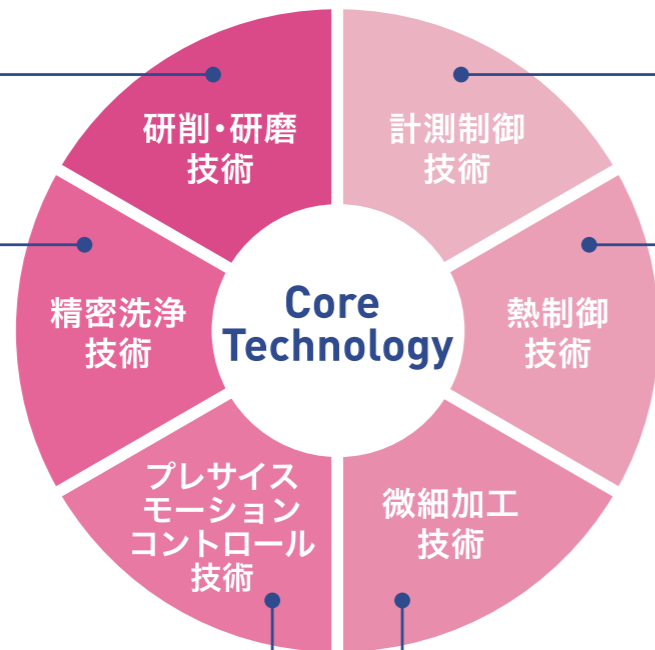 研削・研磨
技術
計測制御
技術
精密洗浄
技術
Core
Technology
熱制御
技術
プレサイス
モーション
コントロール
技術
微細加工
技術